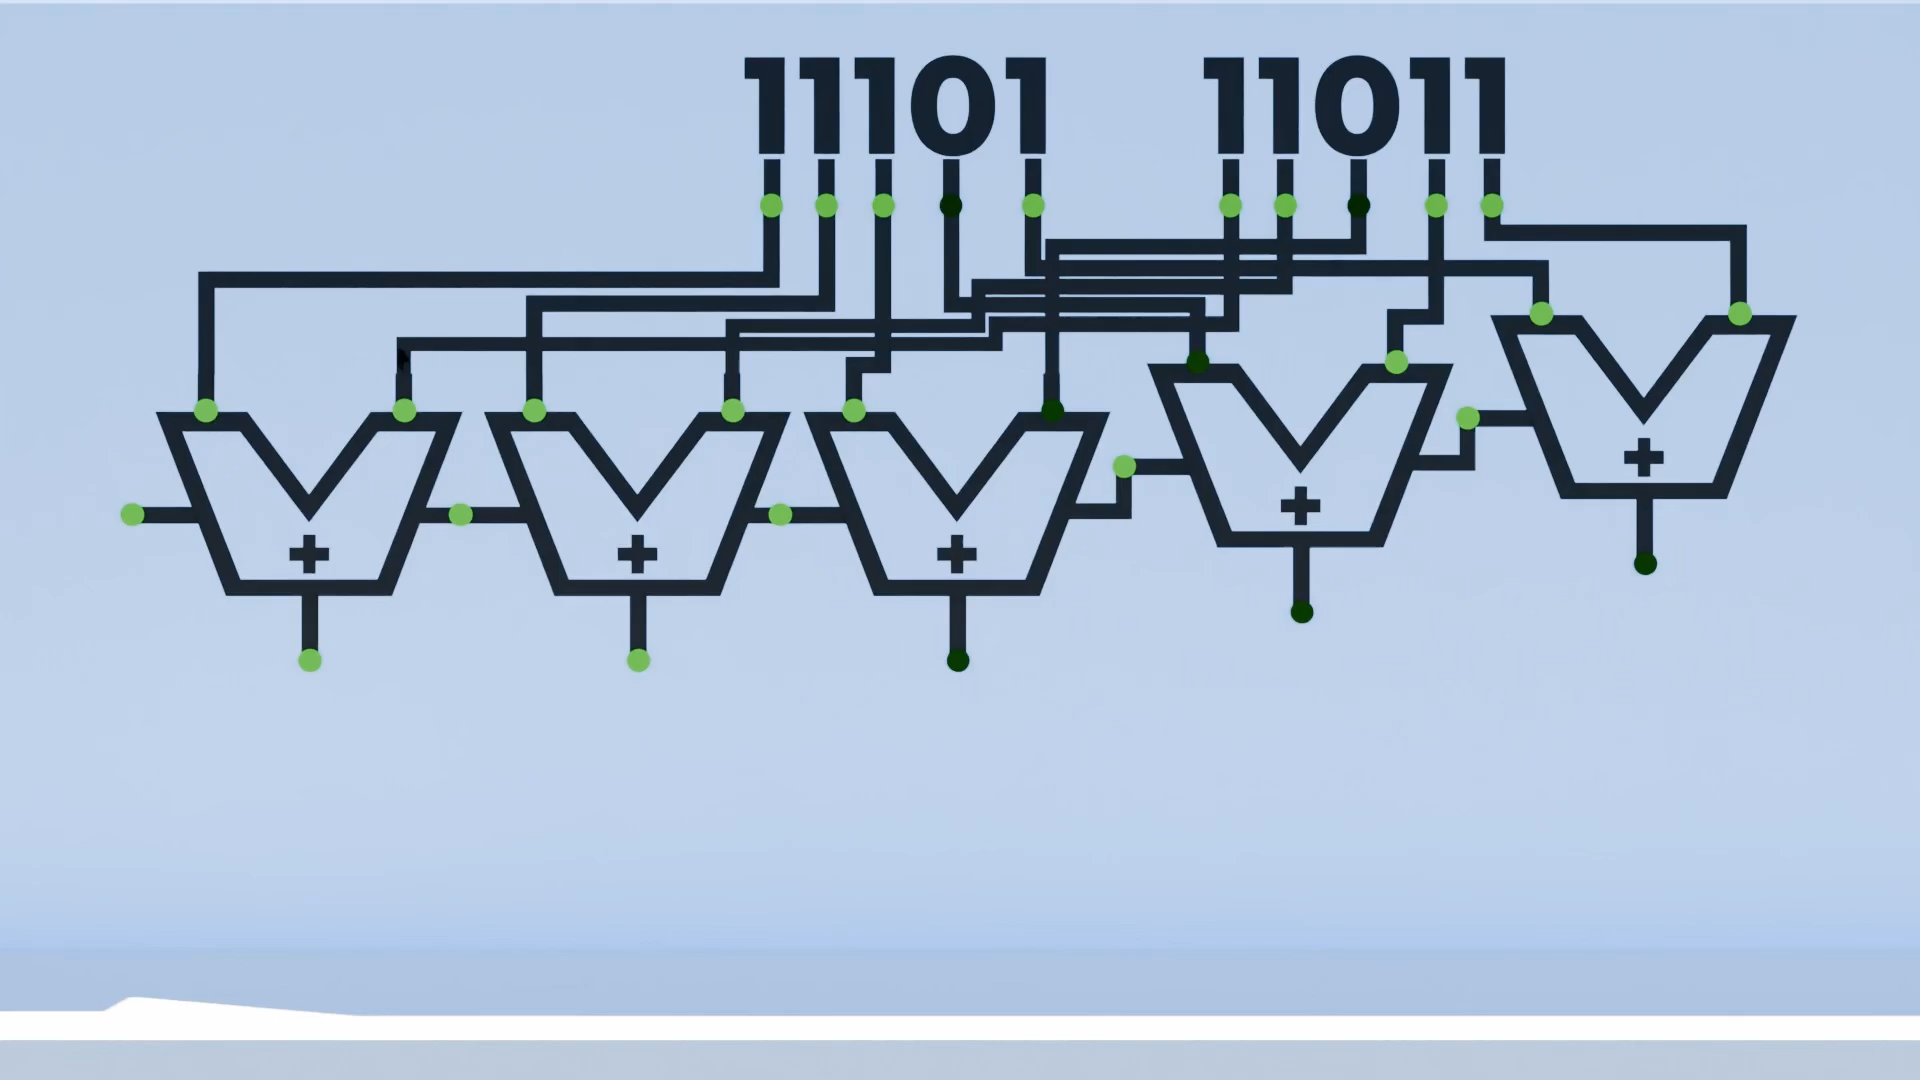 11101 11011
+ + + + +